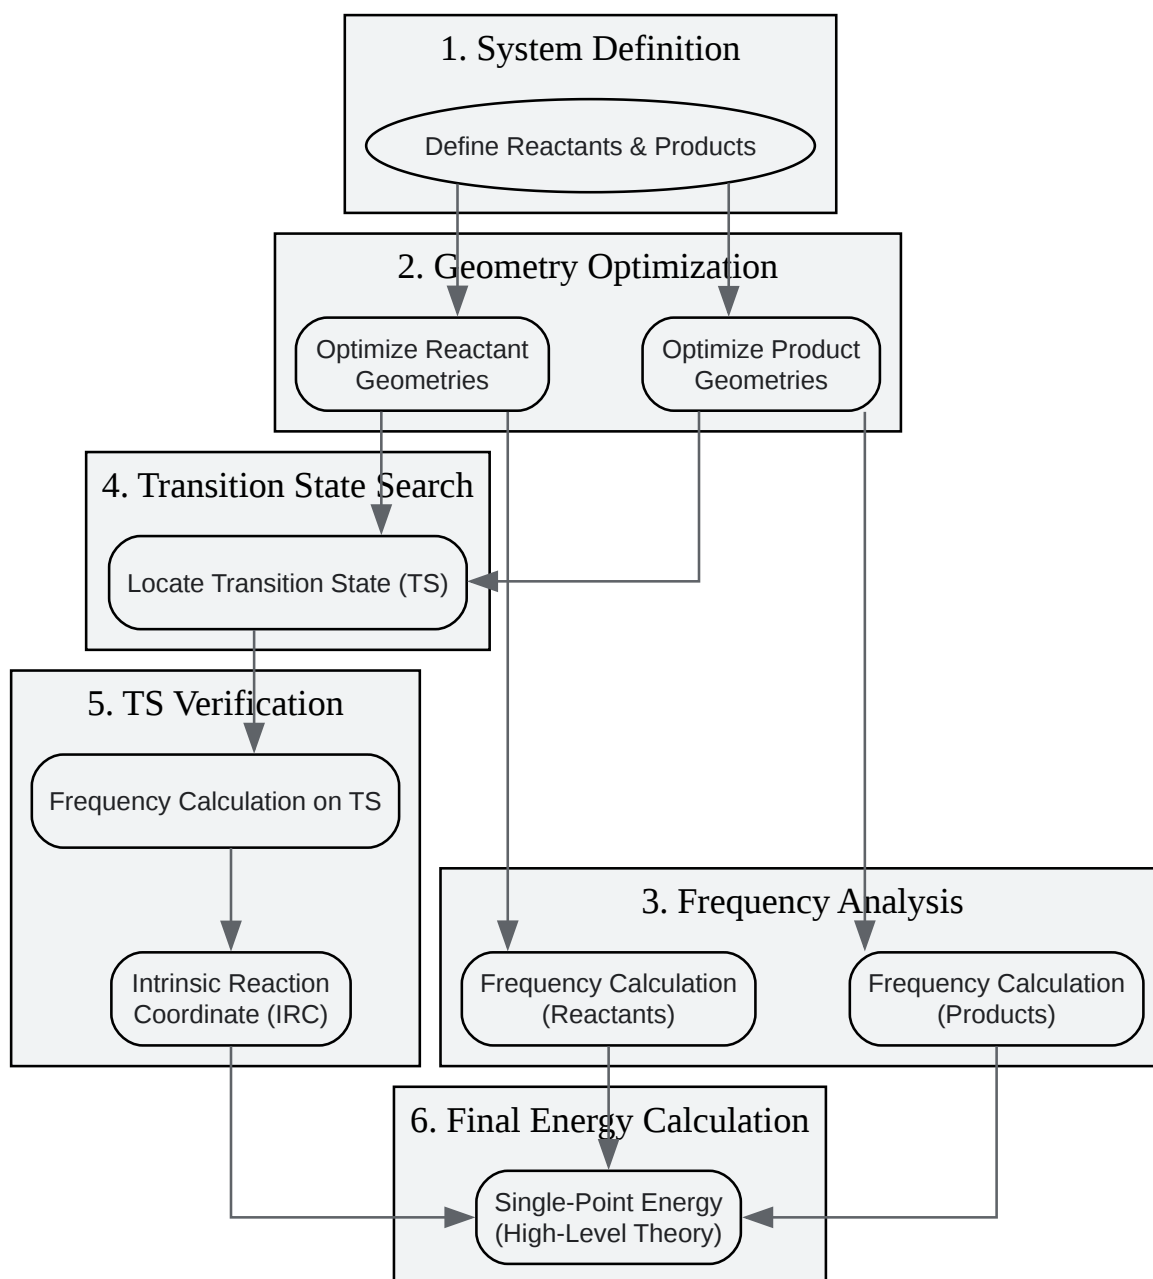 1. System Definition
Define Reactants & Products
2. Geometry Optimization
Optimize Reactant
Geometries
Optimize Product
Geometries
4. Transition State Search
Locate Transition State (TS)
5. TS Verification
Frequency Calculation on TS
Intrinsic Reaction
Coordinate (IRC)
3. Frequency Analysis
Frequency Calculation
(Reactants)
Frequency Calculation
(Products)
6. Final Energy Calculation
Single-Point Energy
(High-Level Theory)